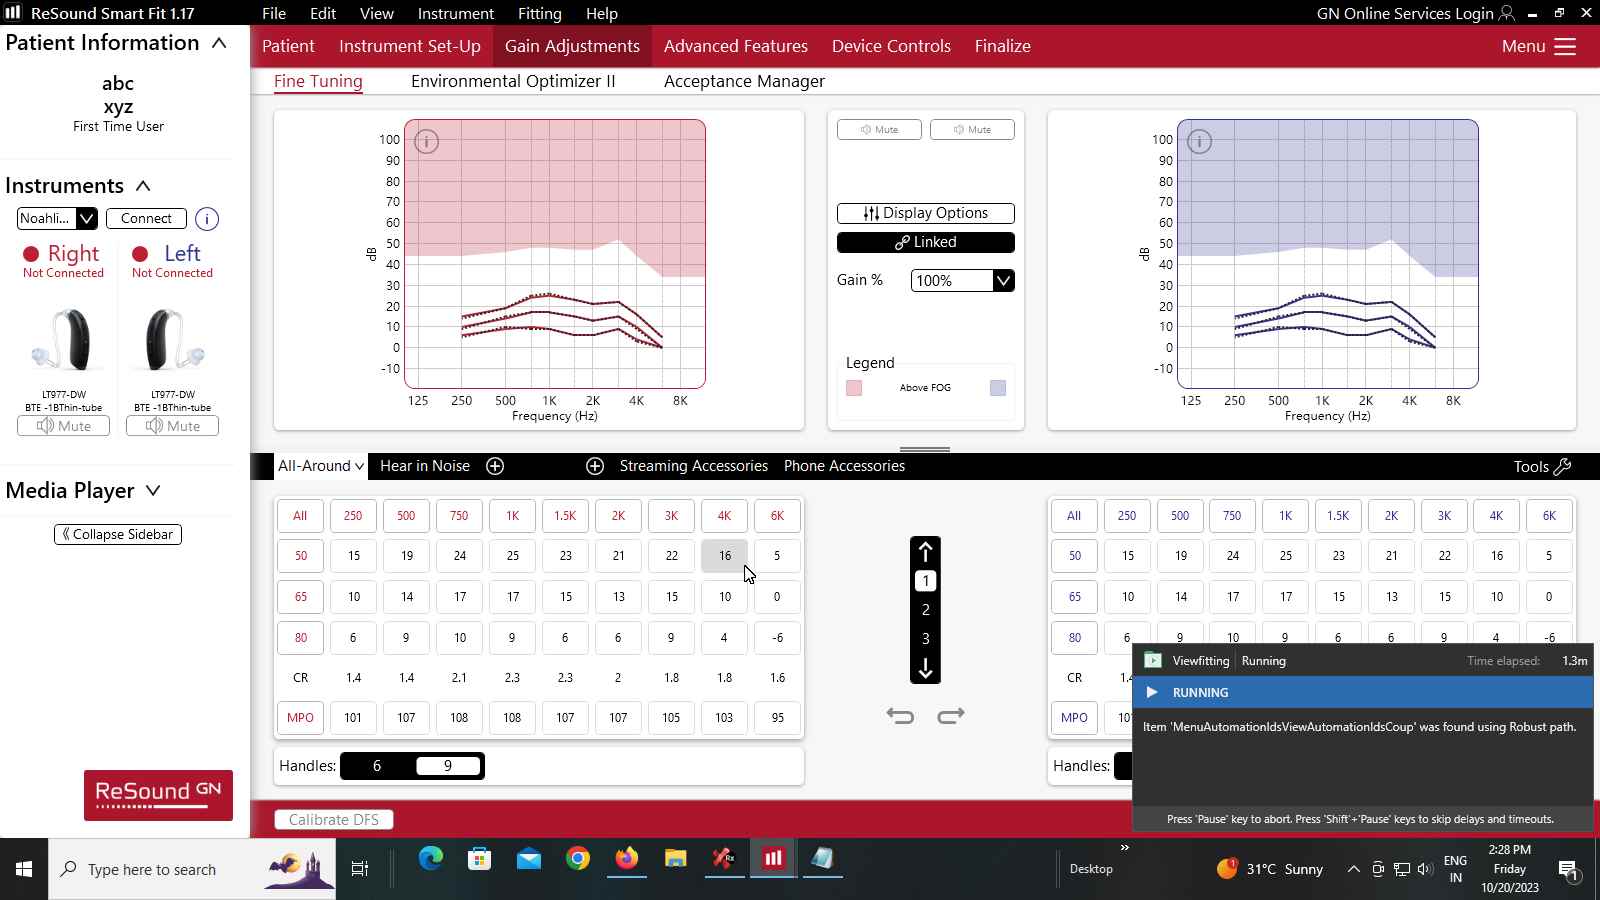 ReSound Smart Fit 1.17
File Edit View Instrument Fitting Help
GN Online Services Login
Patient Information
abc
xyz
First Time User
Instruments
Noahli... Connect i
Right Left
Not Connected Not Connected
LT977-DW LT977-DW
BTE -1BThin-tube BTE -1BThin-tube
Mute Mute
Media Player
Collapse Sidebar
ReSound GN
Patient Instrument Set-Up Gain Adjustments Advanced Features Device Controls Finalize Menu
Fine Tuning Environmental Optimizer II Acceptance Manager
i
dB
100
90
80
70
60
50
40
30
20
10
0
-10
125 250 500 1K 2K 4K 8K
Frequency (Hz)
Mute Mute
Display Options
Linked
Gain % 100%
Legend
Above FOG
i
dB
100
90
80
70
60
50
40
30
20
10
0
-10
125 250 500 1K 2K 4K 8K
Frequency (Hz)
All-Around Hear in Noise Streaming Accessories Phone Accessories Tools
All 250 500 750 1K 1.5K 2K 3K 4K 6K
50 15 19 24 25 23 21 22 16 5
65 10 14 17 17 15 13 15 10 0
80 6 9 10 9 6 6 9 4 -6
CR 1.4 1.4 2.1 2.3 2.3 2 1.8 1.8 1.6
MPO 101 107 108 108 107 107 105 103 95
Handles: 6 9
1
2
3
All 250 500 750 1K 1.5K 2K 3K 4K 6K
50 15 19 24 25 23 21 22 16 5
65 10 14 17 17 15 13 15 10 0
80 6 9 10 9 6 6 9 4 -6
CR
MPO
Handles:
Calibrate DFS
Viewfitting Running Time elapsed: 1.3m
RUNNING
Item 'MenuAutomationIdsViewAutomationIdsCoup' was found using Robust path.
Press 'Pause' key to abort. Press 'Shift'+'Pause' keys to skip delays and timeouts.
Type here to search
Rx
Desktop
»
1
31°C Sunny
ENG
IN
2:28 PM
Friday
10/20/2023
1